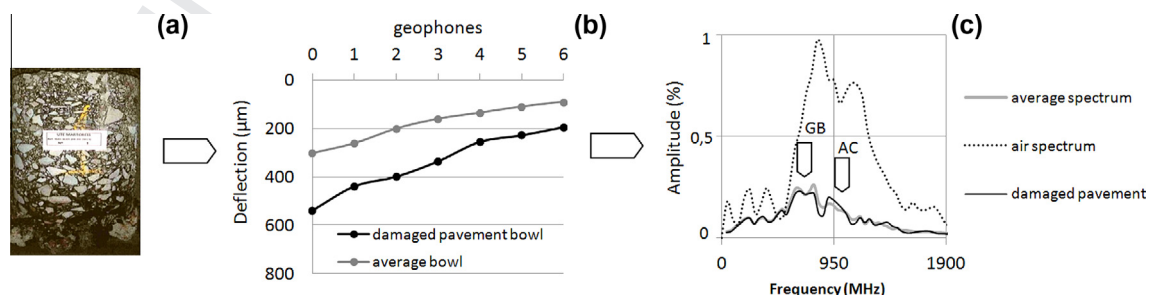 (a)
geophones
0 1 2 3 4 5 6
0
200
400
600
800
Deflection (µm)
damaged pavement bowl
average bowl
(b)
1
0,5
0
Amplitude (%)
GB
AC
0 950 1900
Frequency (MHz)
(c)
average spectrum
air spectrum
damaged pavement